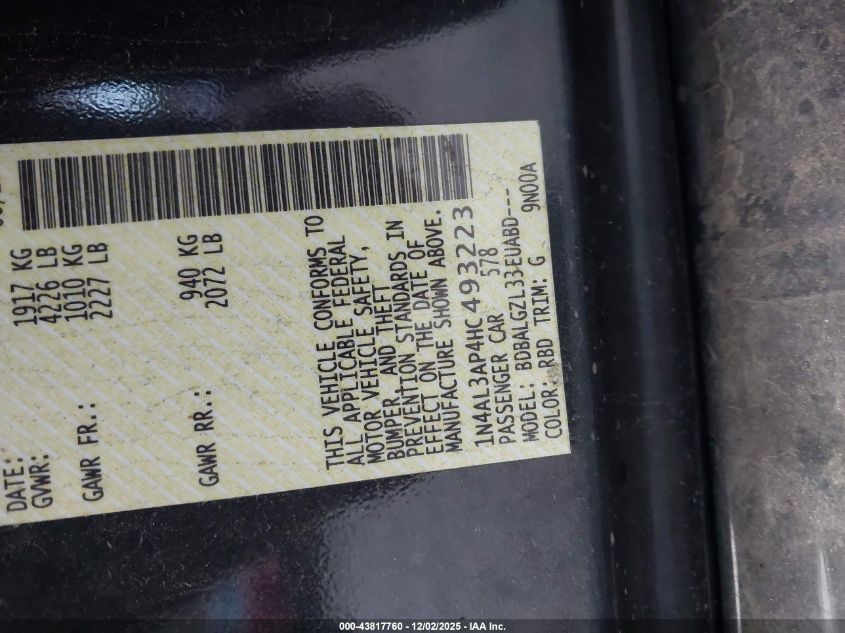 DATE:
GVWR: 1917 KG
4226 LB
GAWR FR.: 1010 KG
2227 LB
GAWR RR.: 940 KG
2072 LB
THIS VEHICLE CONFORMS TO
ALL APPLICABLE FEDERAL
MOTOR VEHICLE SAFETY,
BUMPER, AND THEFT
PREVENTION STANDARDS IN
EFFECT ON THE DATE OF
MANUFACTURE SHOWN ABOVE.
1N4AL3AP4HC493223
PASSENGER CAR 578
MODEL: BDBALGZL33-EUABD---
COLOR: RBD TRIM: G 9N00A
000-43817760 - 12/02/2025 - IAA Inc.